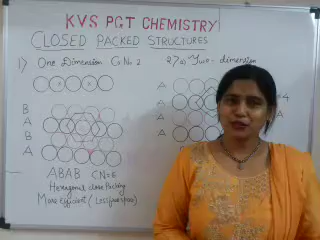 KVS PGT CHEMISTRY
CLOSED PACKED STRUCTURES
1) One Dimension C.N. 2
2) a) Two - dimension
A
A
A
4
B
A
B
A
ABAB CN = 6
Hexagonal close Packing
More Efficient (Less free space)